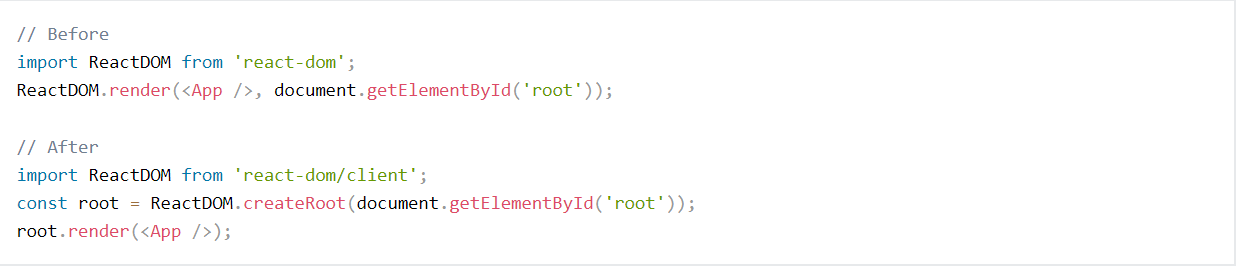 // Before
import ReactDOM from 'react-dom';
ReactDOM.render(<App />, document.getElementById('root'));
// After
import ReactDOM from 'react-dom/client';
const root = ReactDOM.createRoot(document.getElementById('root'));
root.render(<App />);